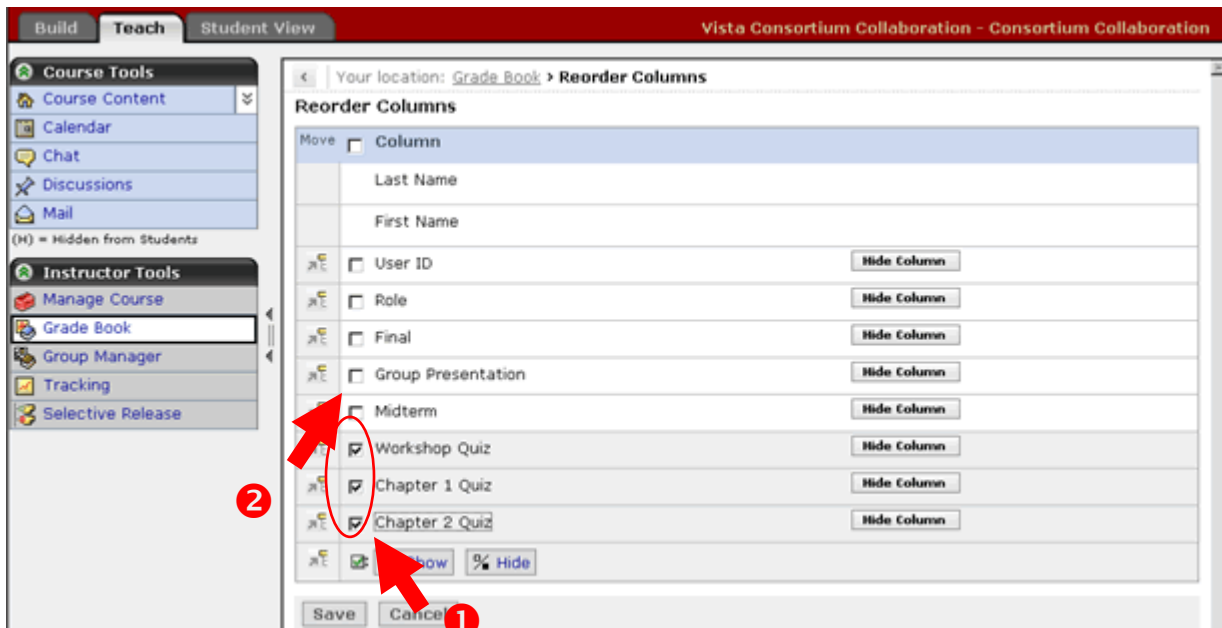 Build Teach Student View Vista Consortium Collaboration - Consortium Collaboration
Course Tools
Course Content
Calendar
Chat
Discussions
Mail
(H) = Hidden from Students
Instructor Tools
Manage Course
Grade Book
Group Manager
Tracking
Selective Release
Your location: Grade Book › Reorder Columns
Reorder Columns
Move Column
Last Name
First Name
User ID Hide Column
Role Hide Column
Final Hide Column
Group Presentation Hide Column
Midterm Hide Column
Workshop Quiz Hide Column
Chapter 1 Quiz Hide Column
Chapter 2 Quiz Hide Column
Hide
Save Cancel
2
1